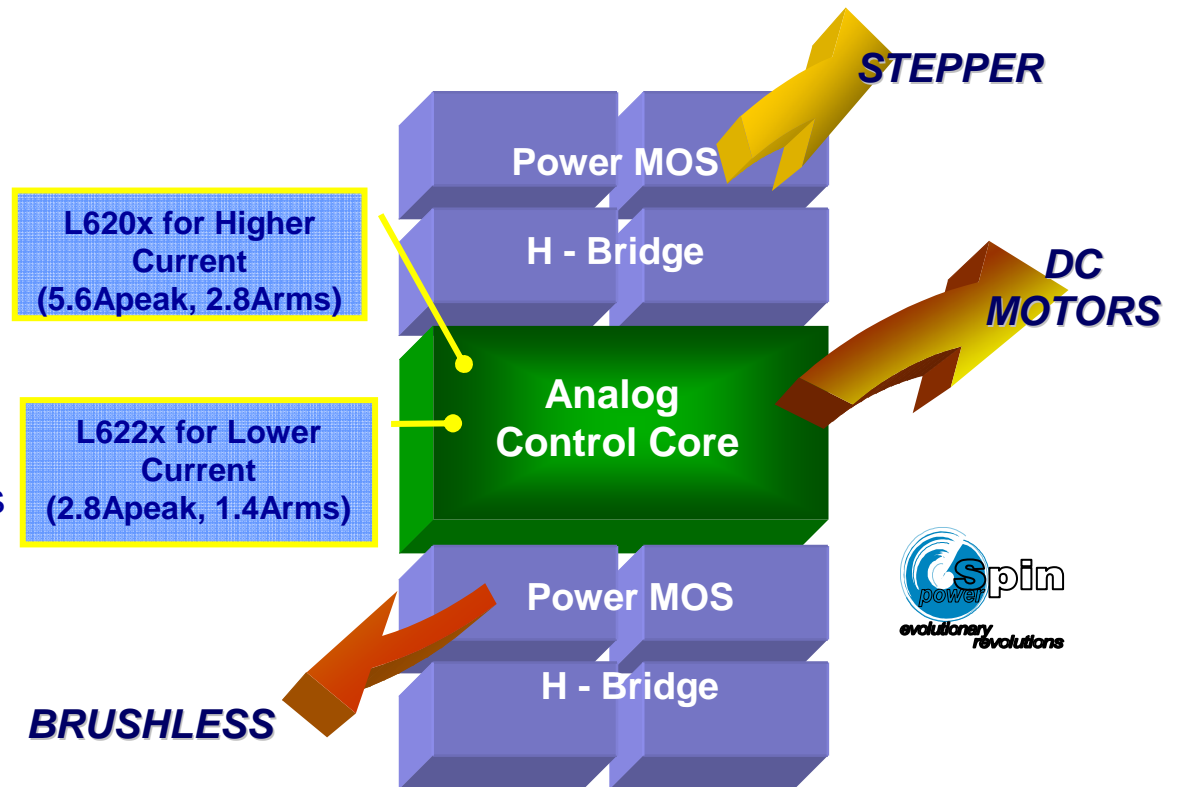 STEPPER
Power MOS
L620x for Higher
Current
(5.6Apeak, 2.8Arms)
H - Bridge
DC
MOTORS
Analog
Control Core
L622x for Lower
Current
(2.8Apeak, 1.4Arms)
s
Spin
power
evolutionary
revolutions
Power MOS
H - Bridge
BRUSHLESS